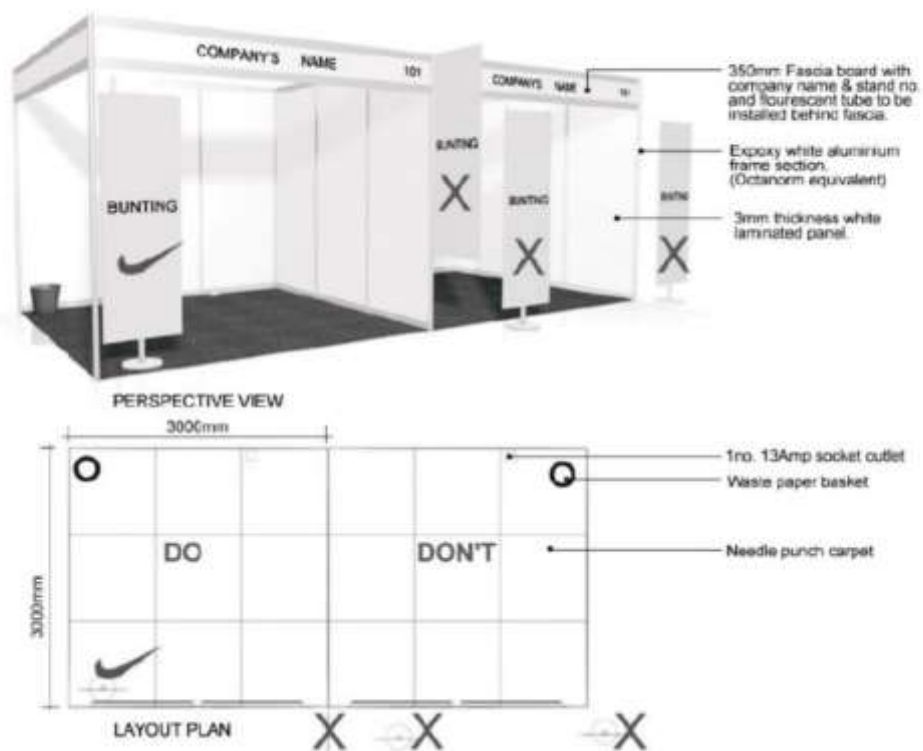 COMPANY'S NAME 101
COMPANY'S NAME 101
BUNTING
BUNTING
X
BUNTING
X
BUNTING
X
350mm Fascia board with
company name & stand no.
and flourescent tube to be
installed behind fascia.
Expoxy white aluminium
frame section.
(Octanorm equivalent)
3mm thickness white
laminated panel.
PERSPECTIVE VIEW
3000mm
1no. 13Amp socket outlet
Waste paper basket
DO
DON'T
Needle punch carpet
3000mm
LAYOUT PLAN
X
X
X